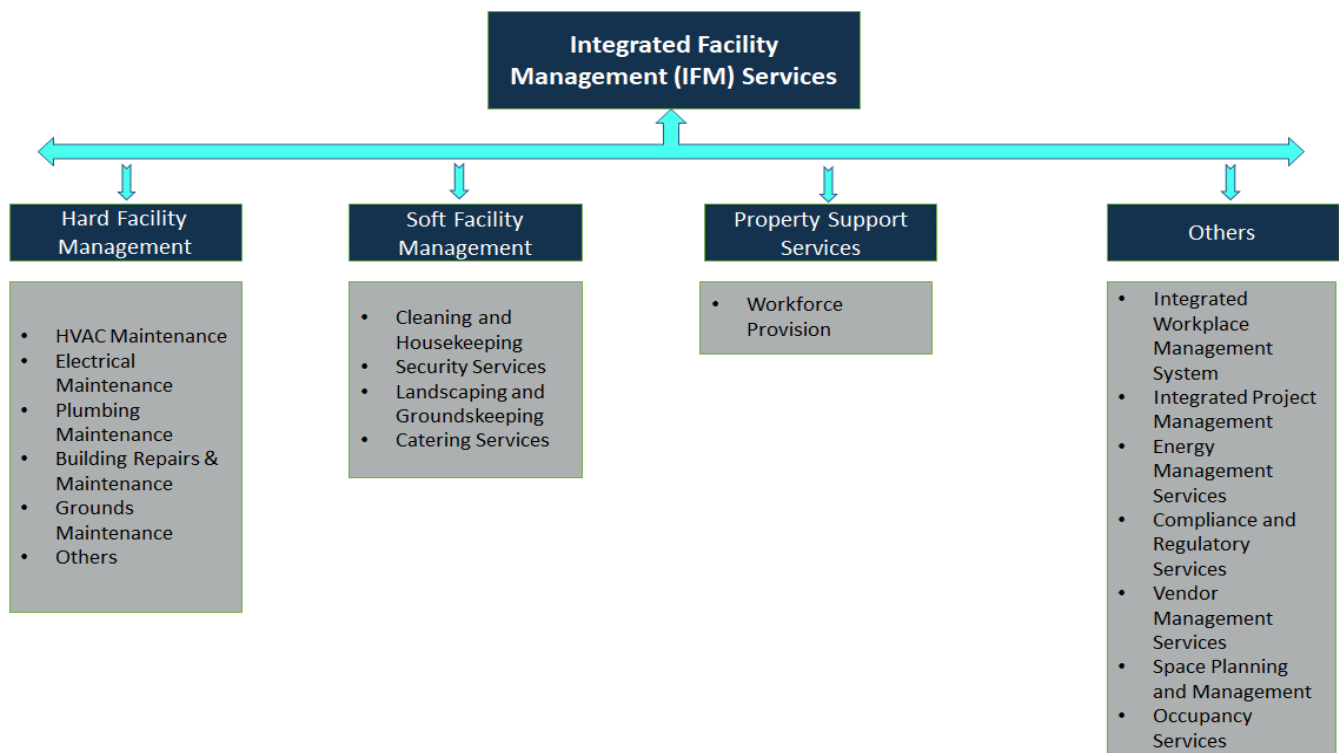 Integrated Facility
Management (IFM) Services
Hard Facility
Management
• HVAC Maintenance
• Electrical
Maintenance
• Plumbing
Maintenance
• Building Repairs &
Maintenance
• Grounds
Maintenance
• Others
Soft Facility
Management
• Cleaning and
Housekeeping
• Security Services
• Landscaping and
Groundskeeping
• Catering Services
Property Support
Services
• Workforce
Provision
Others
• Integrated
Workplace
Management
System
• Integrated Project
Management
• Energy
Management
Services
• Compliance and
Regulatory
Services
• Vendor
Management
Services
• Space Planning
and Management
• Occupancy
Services